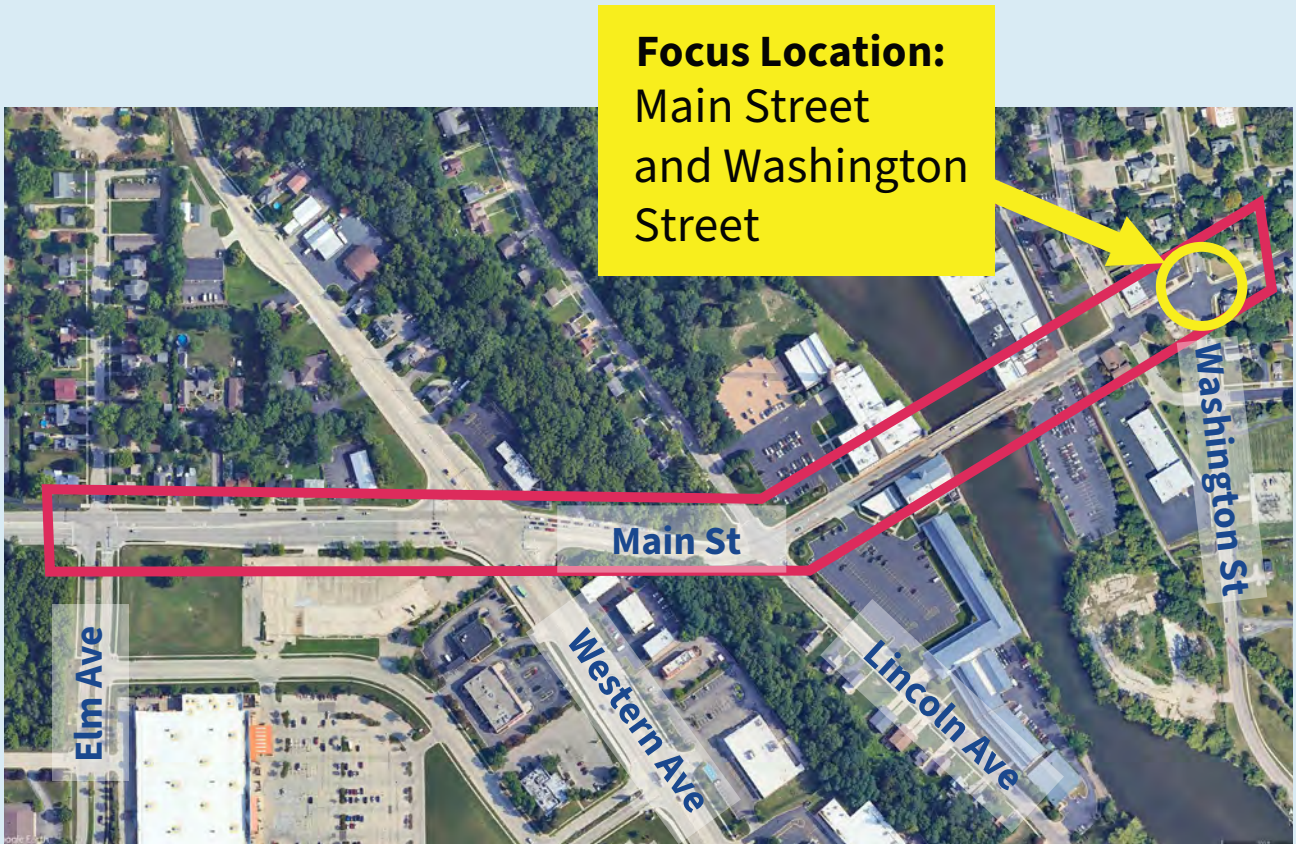 Focus Location:
Main Street
and Washington
Street
Washington St
Main St
Elm Ave
Western Ave
Lincoln Ave